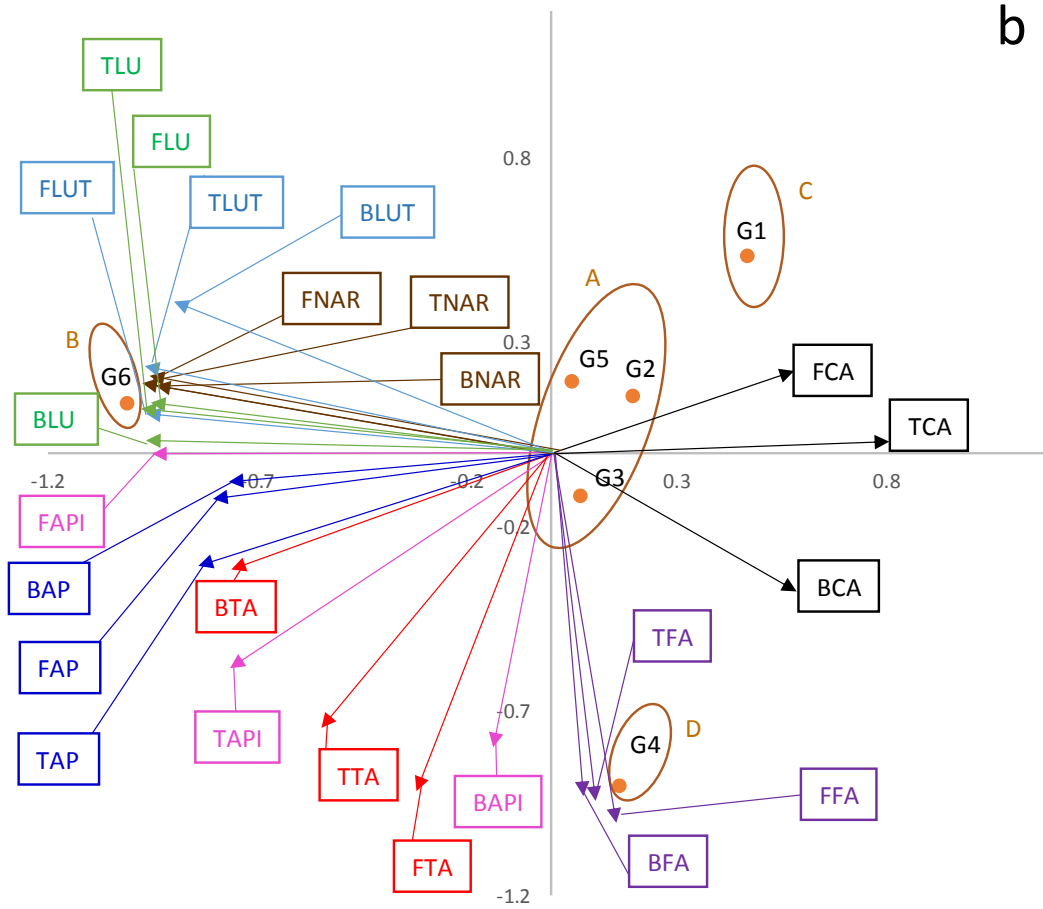 b
TLU
FLU
0.8
FLUT
TLUT
BLUT
C
G1
A
FNAR
TNAR
B
0.3
G5
G2
G6
BNAR
FCA
BLU
TCA
-1.2
-0.7
-0.2
G3
0.3
0.8
FAPI
-0.2
BAP
BTA
BCA
FAP
TFA
TAPI
-0.7
D
G4
TAP
TTA
BAPI
FFA
FTA
BFA
-1.2